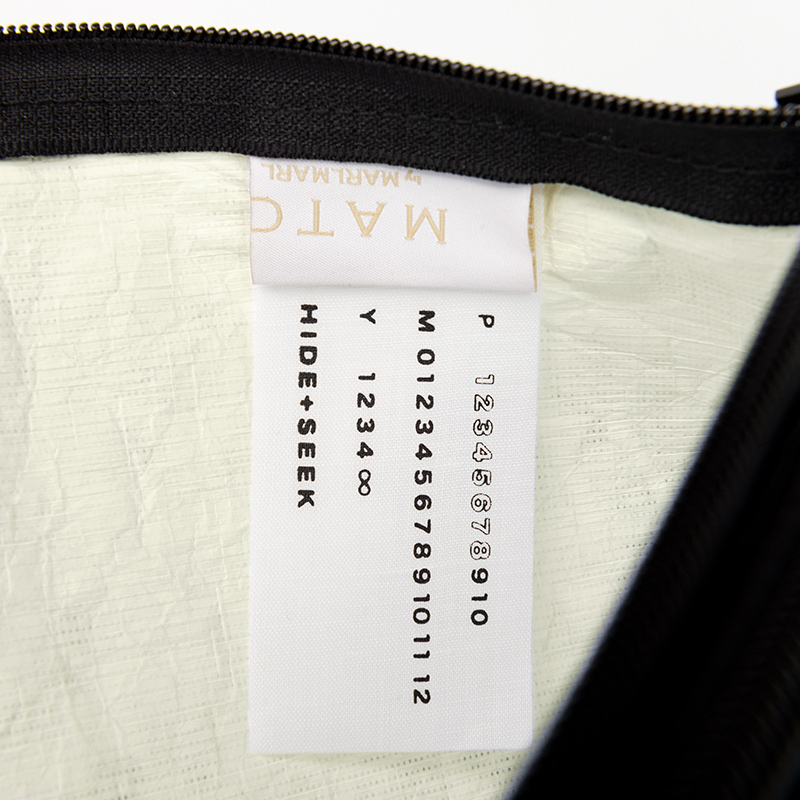 MATO
by MARLMARL
P 12345678910
M 0123456789101112
Y 1234∞
HIDE+SEEK